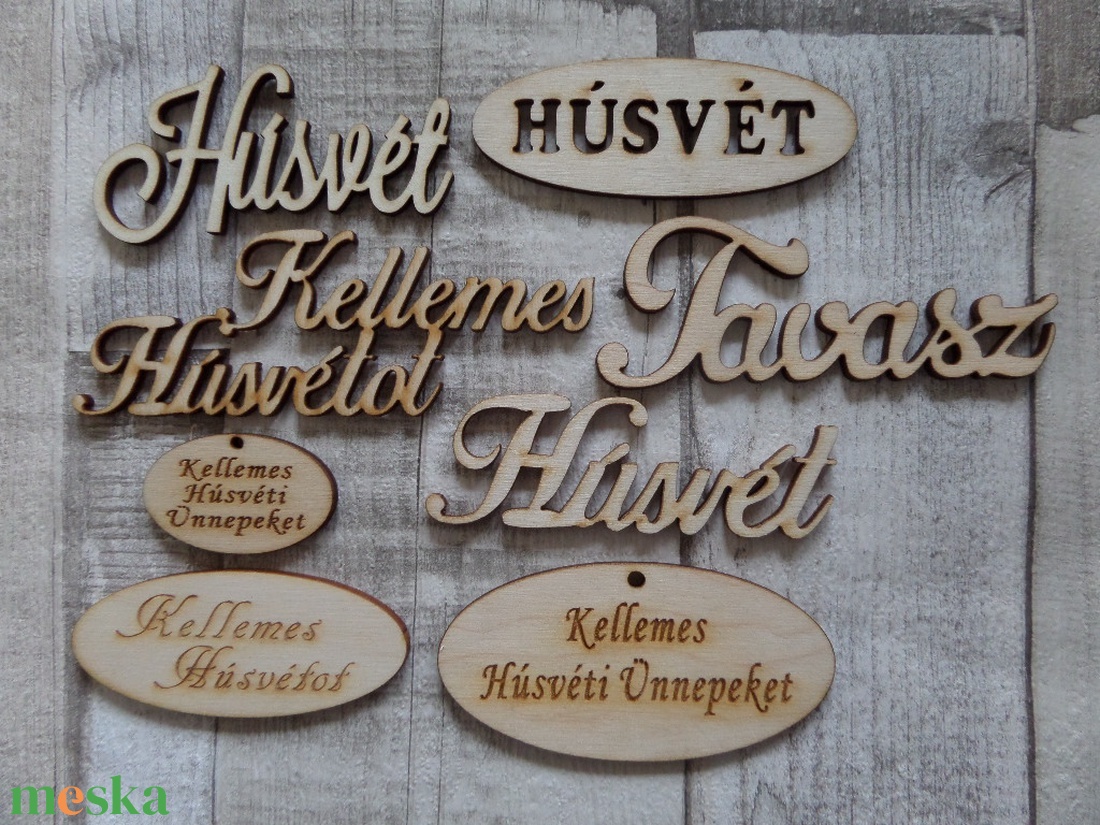 Húsvét
HÚSVÉT
Kellemes
Húsvétot
Tavasz
Húsvét
Kellemes
Húsvéti
Ünnepeket
Kellemes
Húsvétot
Kellemes
Húsvéti Ünnepeket
meska